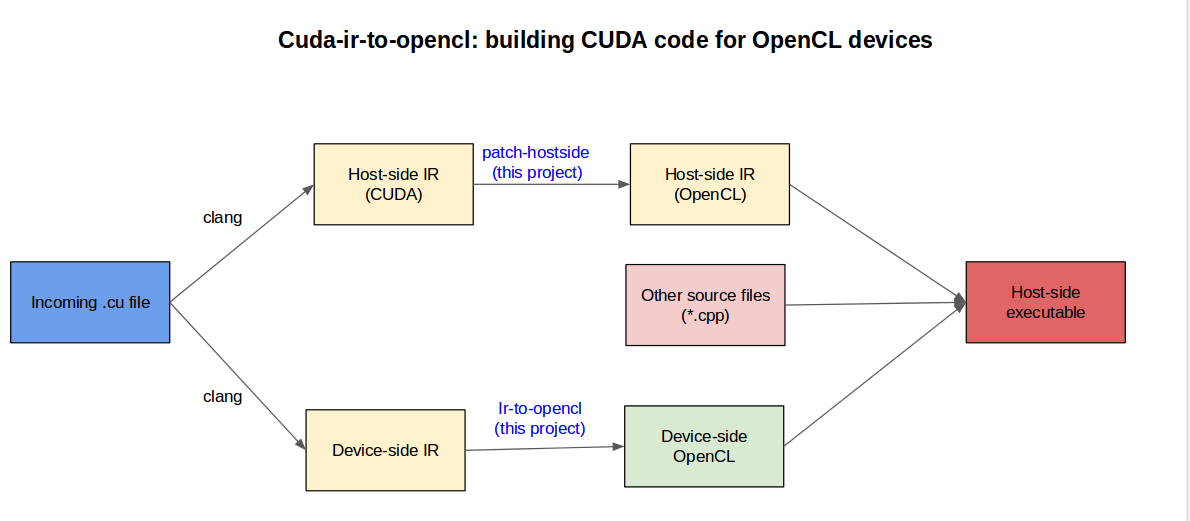 Cuda-ir-to-opencl: building CUDA code for OpenCL devices
patch-hostside
(this project)
Host-side IR
(CUDA)
Host-side IR
(OpenCL)
clang
Incoming .cu file
Other source files
(*.cpp)
Host-side
executable
clang
Ir-to-opencl
(this project)
Device-side IR
Device-side
OpenCL